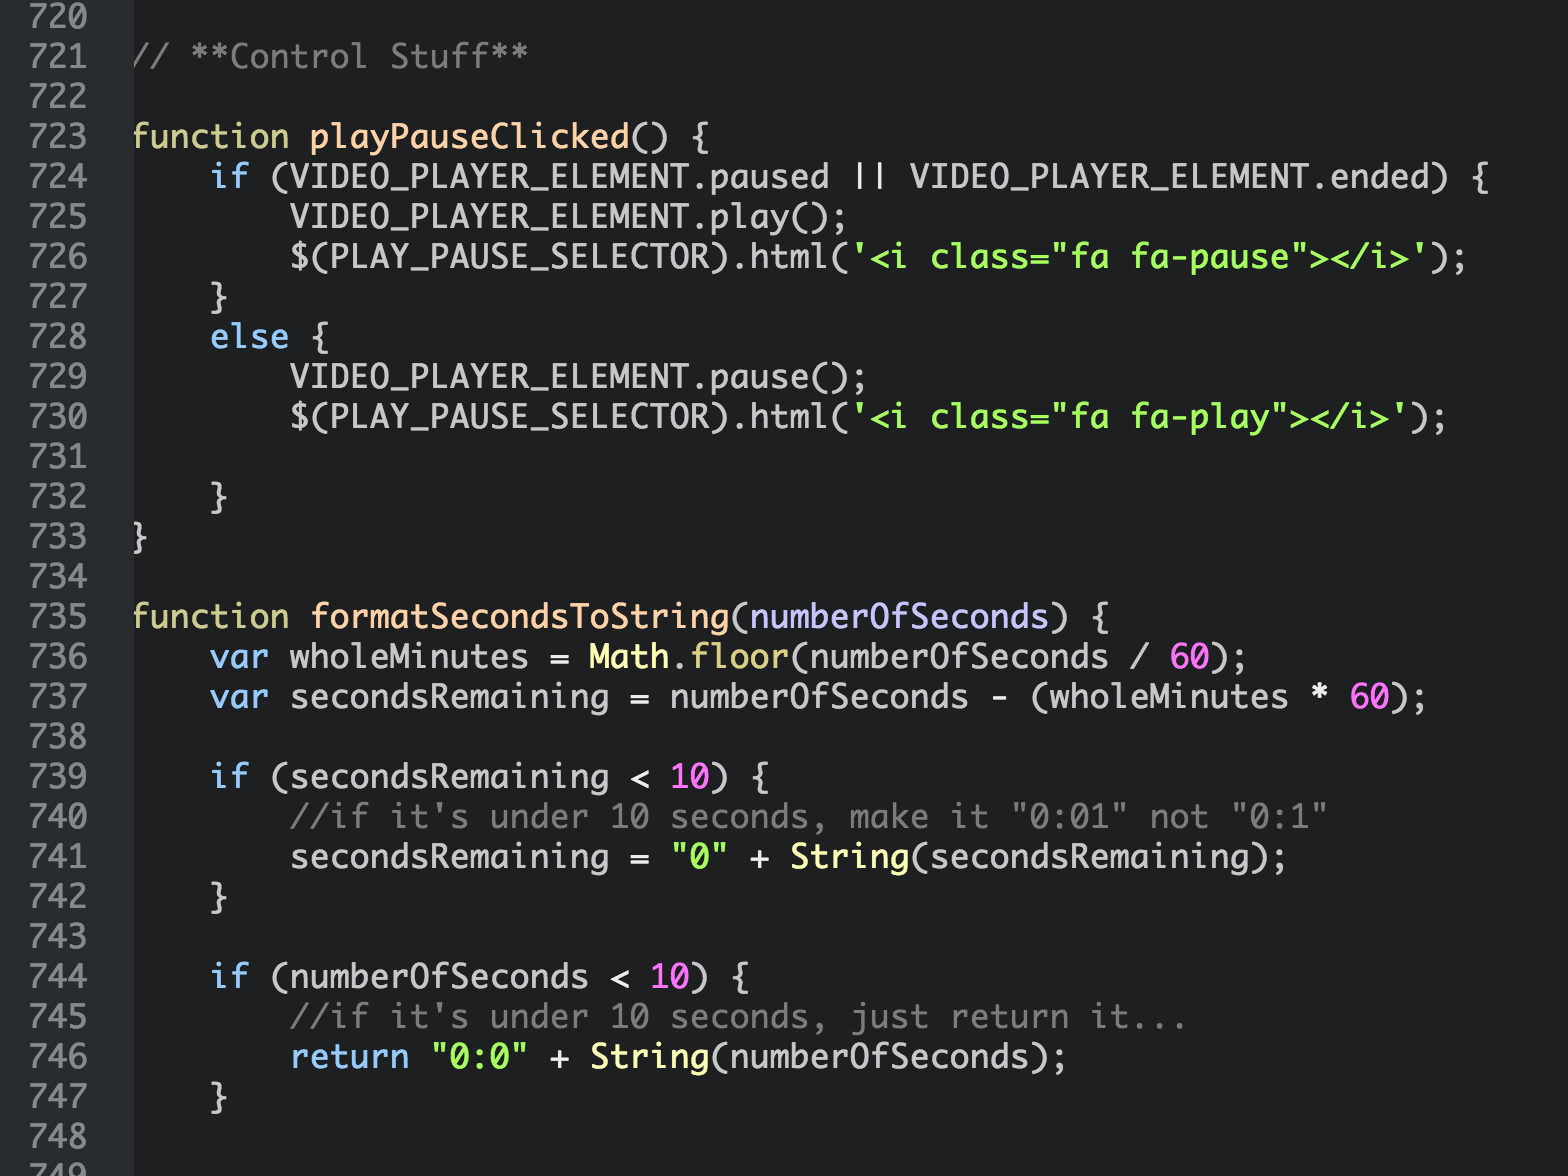 720
721 // **Control Stuff**
722
723 function playPauseClicked() {
724     if (VIDEO_PLAYER_ELEMENT.paused || VIDEO_PLAYER_ELEMENT.ended) {
725         VIDEO_PLAYER_ELEMENT.play();
726         $(PLAY_PAUSE_SELECTOR).html('<i class="fa fa-pause"></i>');
727     }
728     else {
729         VIDEO_PLAYER_ELEMENT.pause();
730         $(PLAY_PAUSE_SELECTOR).html('<i class="fa fa-play"></i>');
731
732     }
733 }
734
735 function formatSecondsToString(numberOfSeconds) {
736     var wholeMinutes = Math.floor(numberOfSeconds / 60);
737     var secondsRemaining = numberOfSeconds - (wholeMinutes * 60);
738
739     if (secondsRemaining < 10) {
740         //if it's under 10 seconds, make it "0:01" not "0:1"
741         secondsRemaining = "0" + String(secondsRemaining);
742     }
743
744     if (numberOfSeconds < 10) {
745         //if it's under 10 seconds, just return it...
746         return "0:0" + String(numberOfSeconds);
747     }
748
749